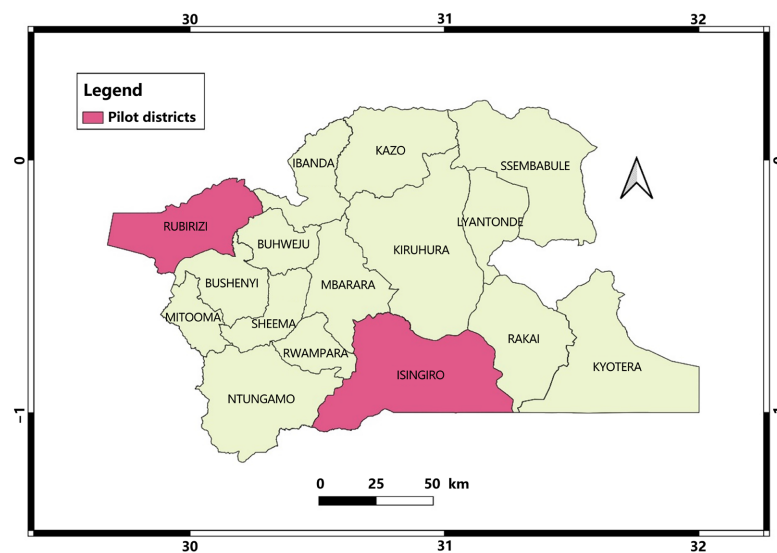 30 31 32
Legend
Pilot districts
0
0
KAZO
IBANDA
SSEMBABULE
RUBIRIZI
LYANTONDE
BUHWEJU
KIRUHURA
BUSHENYI
MBARARA
MITOOMA
SHEEMA
RAKAI
RWAMPARA
KYOTERA
ISINGIRO
NTUNGAMO
−1
−1
0 25 50 km
30 31 32